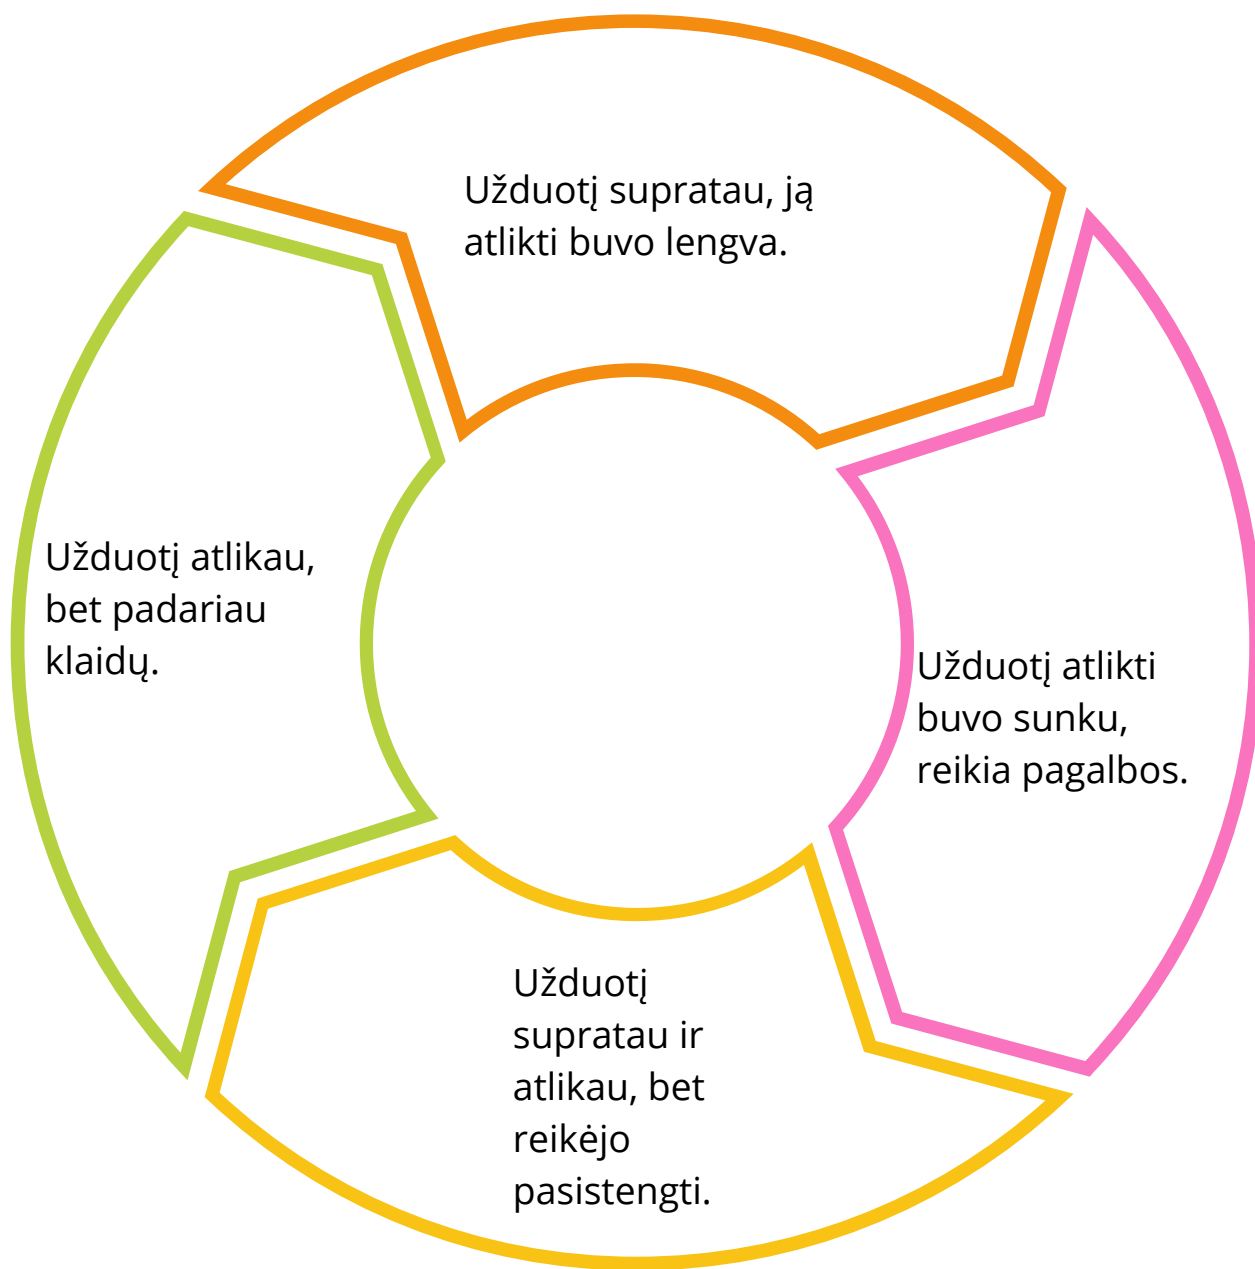 Užduotį supratau, ją
atlikti buvo lengva.
Užduotį atlikau,
bet padariau
klaidų.
Užduotį atlikti
buvo sunku,
reikia pagalbos.
Užduotį
supratau ir
atlikau, bet
reikėjo
pasistengti.